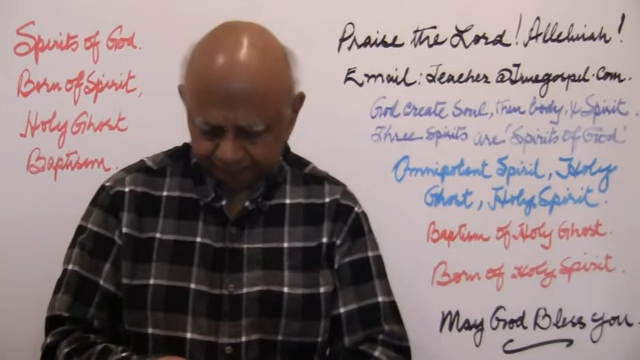 Spirits of God.
Born of Spirit,
Holy Ghost
Baptism.
Praise the Lord! Alleluiah!
Email: Teacher@Truegospel.com.
God create Soul, then body, & Spirit.
Three Spirits are 'Spirits of God'
Omnipotent Spirit, Holy
Ghost, Holy Spirit.
Baptism of Holy Ghost.
Born of Holy Spirit.
May God Bless you.